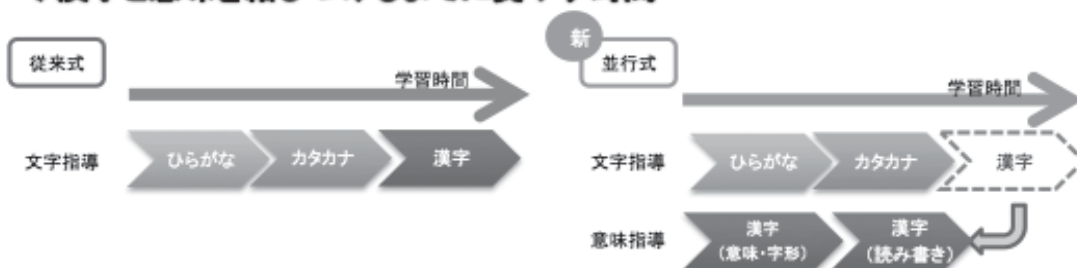 新
従来式
学習時間
文字指導
ひらがな
カタカナ
漢字
並行式
学習時間
文字指導
ひらがな
カタカナ
漢字
意味指導
漢字
(意味・字形)
漢字
(読み書き)